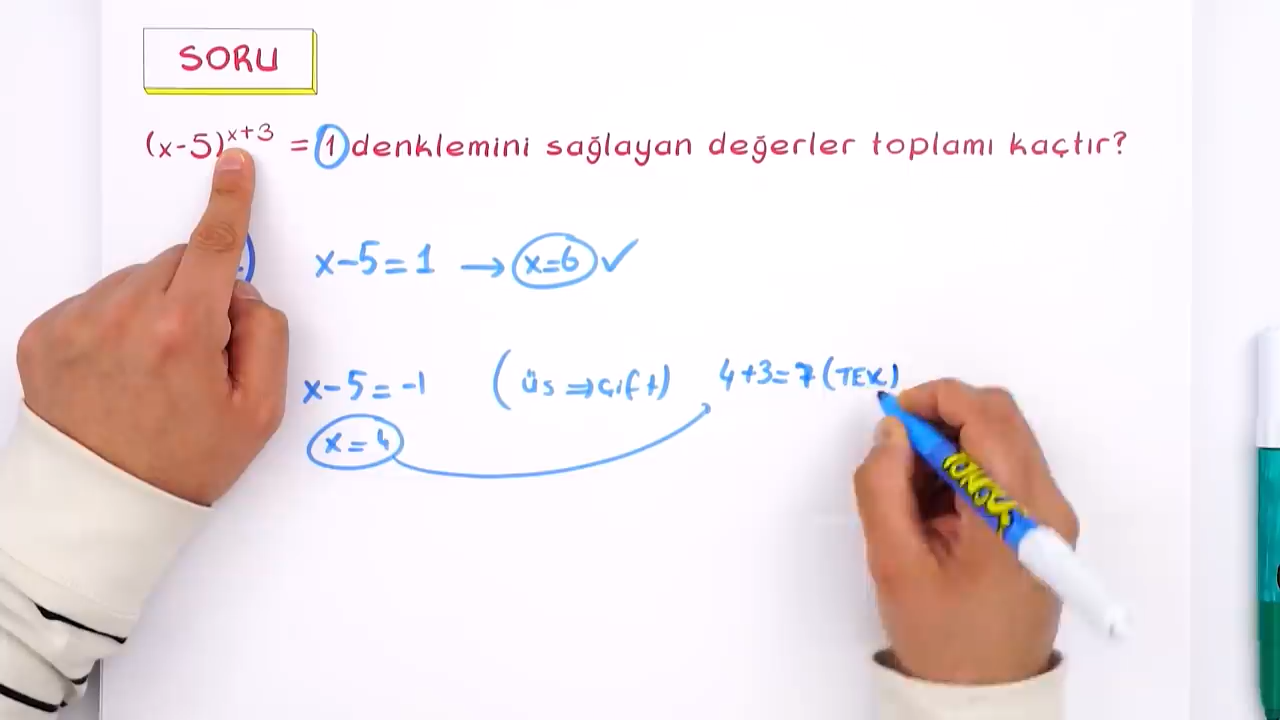 SORU
(x-5)^x+3 = 1 denklemini sağlayan değerler toplamı kaçtır?
x-5=1 → x=6 ✓
x-5=-1 (üs ⇒ çift) 4+3=7 (TEK)
x=4